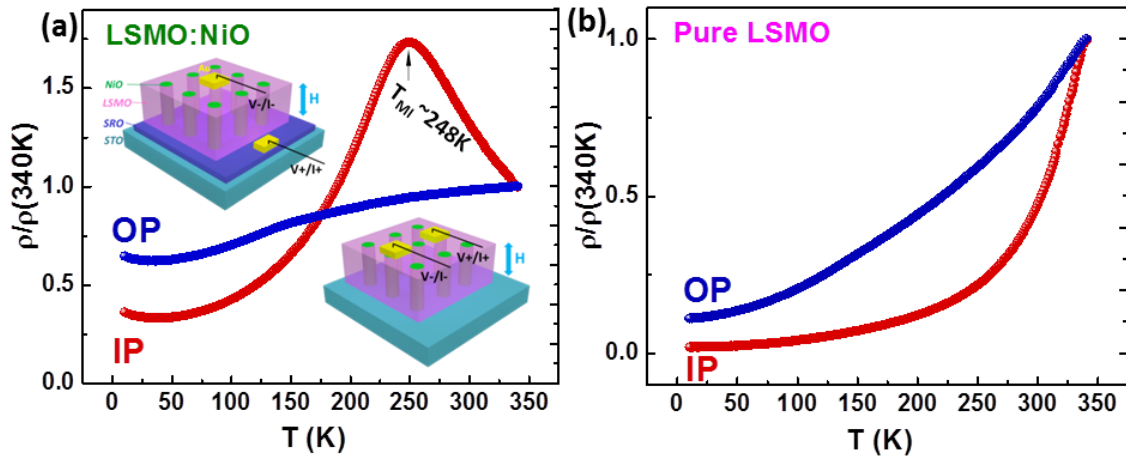 (a)
LSMO:NiO
Au
NiO
LSMO
SRO
STO
V-/I-
H
V+/I+
T_MI ~248K
OP
IP
V+/I+
V-/I-
H
ρ/ρ(340K)
1.5
1.0
0.5
0.0
0 50 100 150 200 250 300 350
T (K)
(b)
Pure LSMO
OP
IP
ρ/ρ(340K)
1.0
0.5
0.0
0 50 100 150 200 250 300 350
T (K)